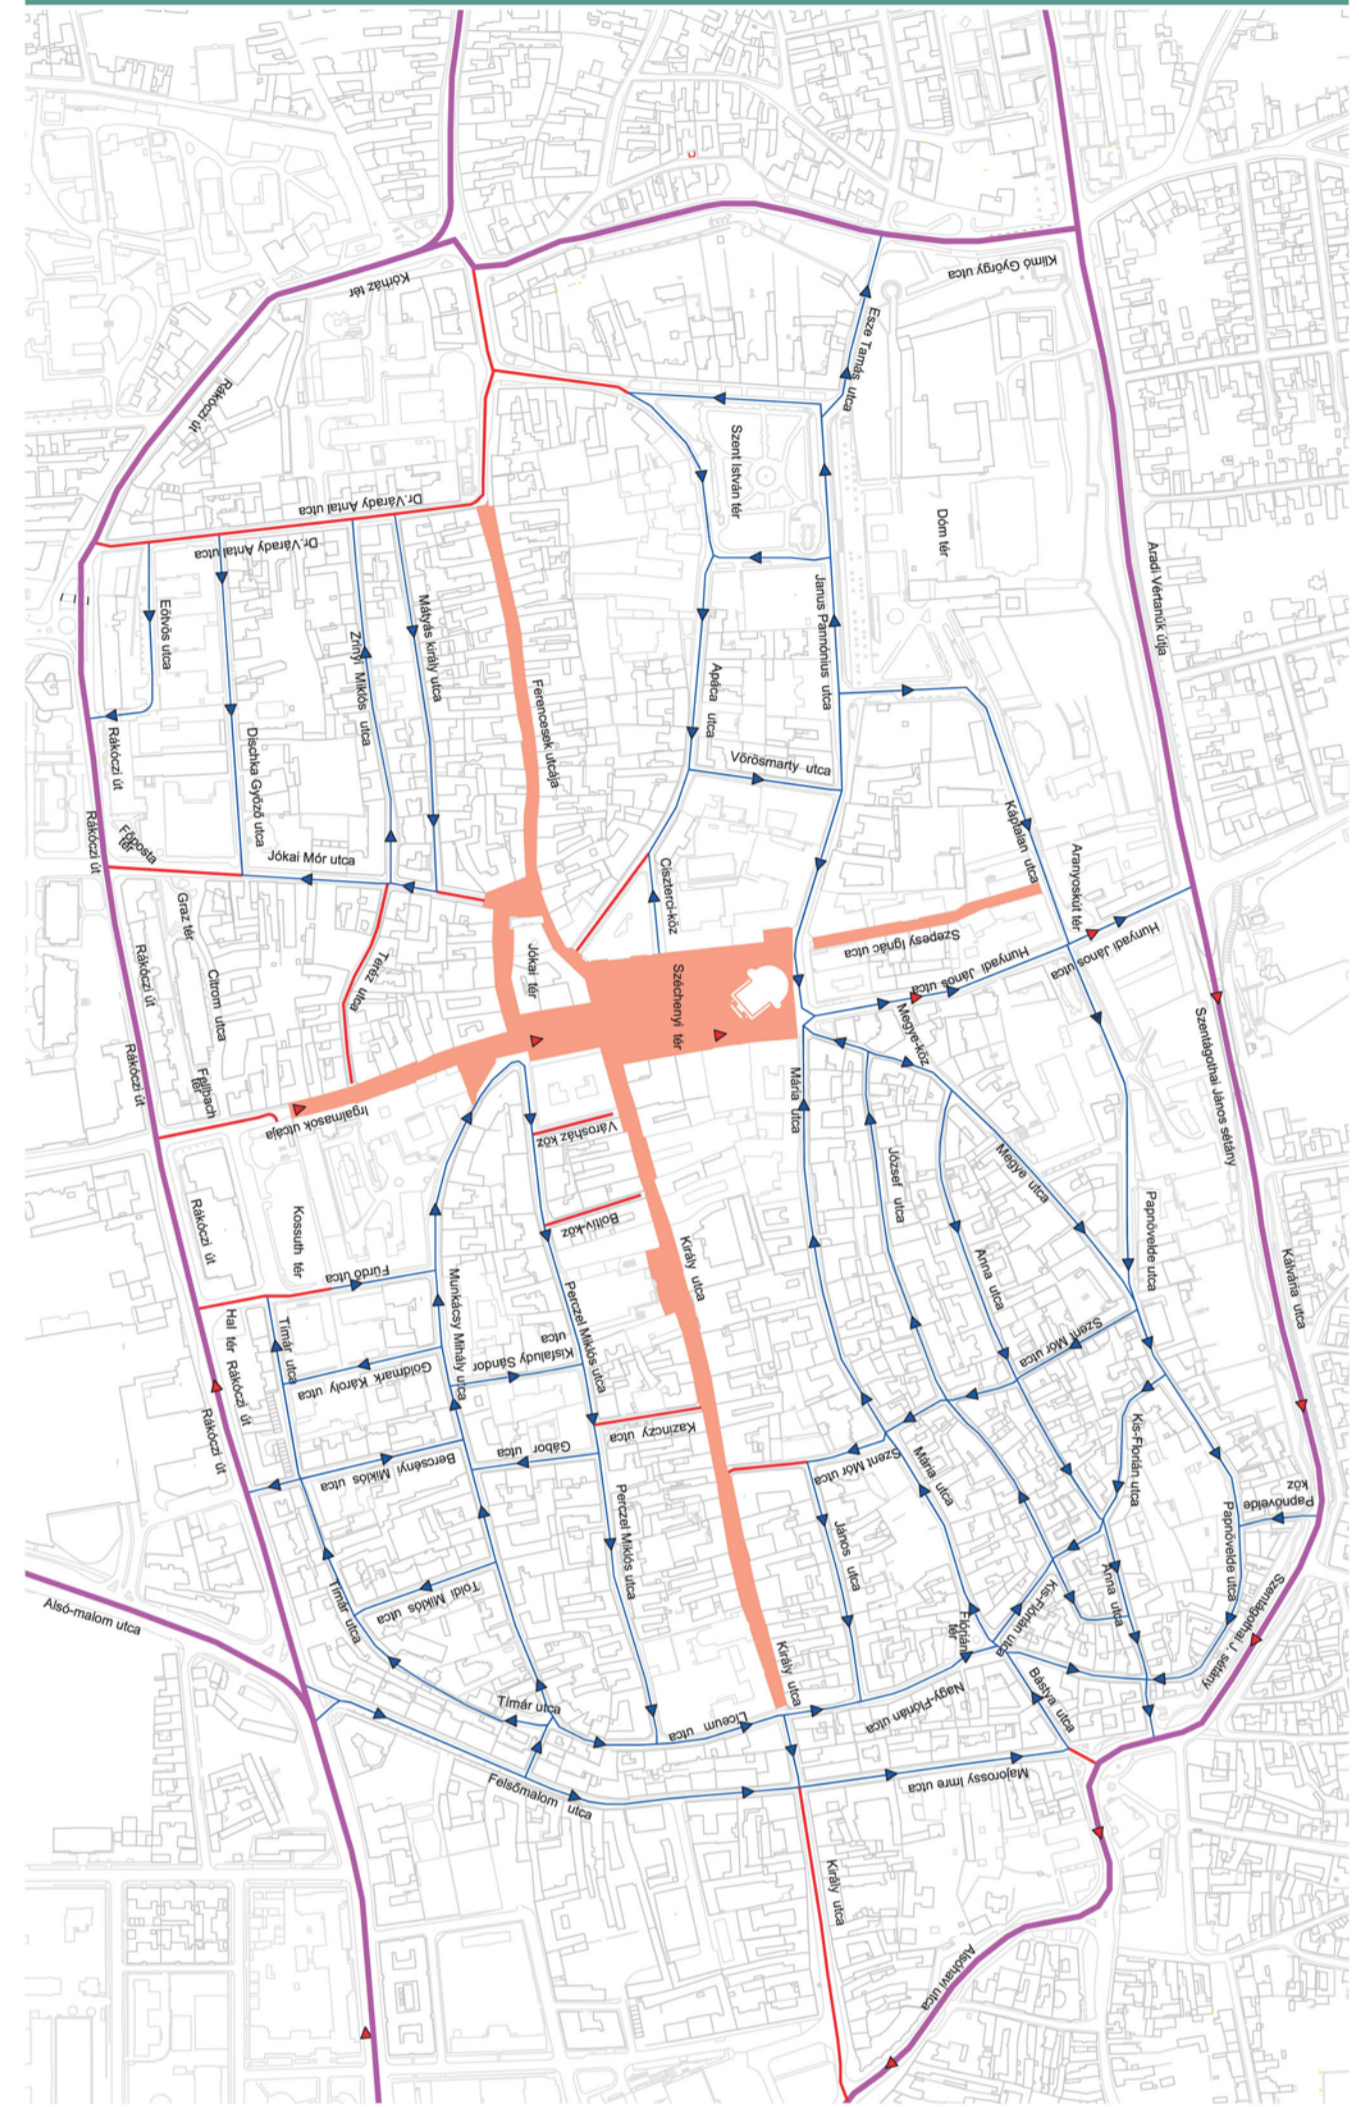 Klimó György utca
Kórház tér
Esze Tamás utca
Rákóczi út
Szent István tér
Dr.Várady Antal utca
Dr.Várady Antal utca
Dóm tér
Aradi Vértanúk útja
Janus Pannónius utca
Eötvös utca
Mátyás király utca
Zrínyi Miklós utca
Apáca utca
Ferencesek utcája
Rákóczi út
Dischka Győző utca
Vörösmarty utca
Káptalan utca
Rákóczi út
Főposta
tér
Jókai Mór utca
Aranyoskút tér
Ciszterci-köz
Graz tér
Szepesy Ignác utca
Hunyadi János utca
Hunyadi János utca
Jókai tér
Rákóczi út
Citrom utca
Teréz utca
Széchenyi tér
Megye-köz
Szentágothai János sétány
Rákóczi út
Fellbach
tér
Irgalmasok utcája
Mária utca
Városház köz
József utca
Megye utca
Papnövelde utca
Boltív-köz
Rákóczi út
Kossuth tér
Király utca
Anna utca
Kálvária utca
Fürdő utca
Munkácsy Mihály utca
Perczel Miklós utca
Hal tér
Rákóczi út
Tímár utca
Goldmark Károly utca
Kisfaludy Sándor
utca
Szent Mór utca
Rákóczi út
Kazinczy utca
Kis-Flórián utca
Gábor utca
Bercsényi Miklós utca
Szent Mór utca
Mária utca
Papnövelde
köz
Perczel Miklós utca
János utca
Papnövelde utca
Alsó-malom utca
Tímár utca
Toldi Miklós utca
Anna utca
Kis-Flórián utca
Flórián
tér
Szentágothai J. sétány
Király utca
Bástya utca
Tímár utca
Líceum utca
Nagy-Flórián utca
Felsőmalom utca
Majorossy Imre utca
Király utca
Alsóhavi utca